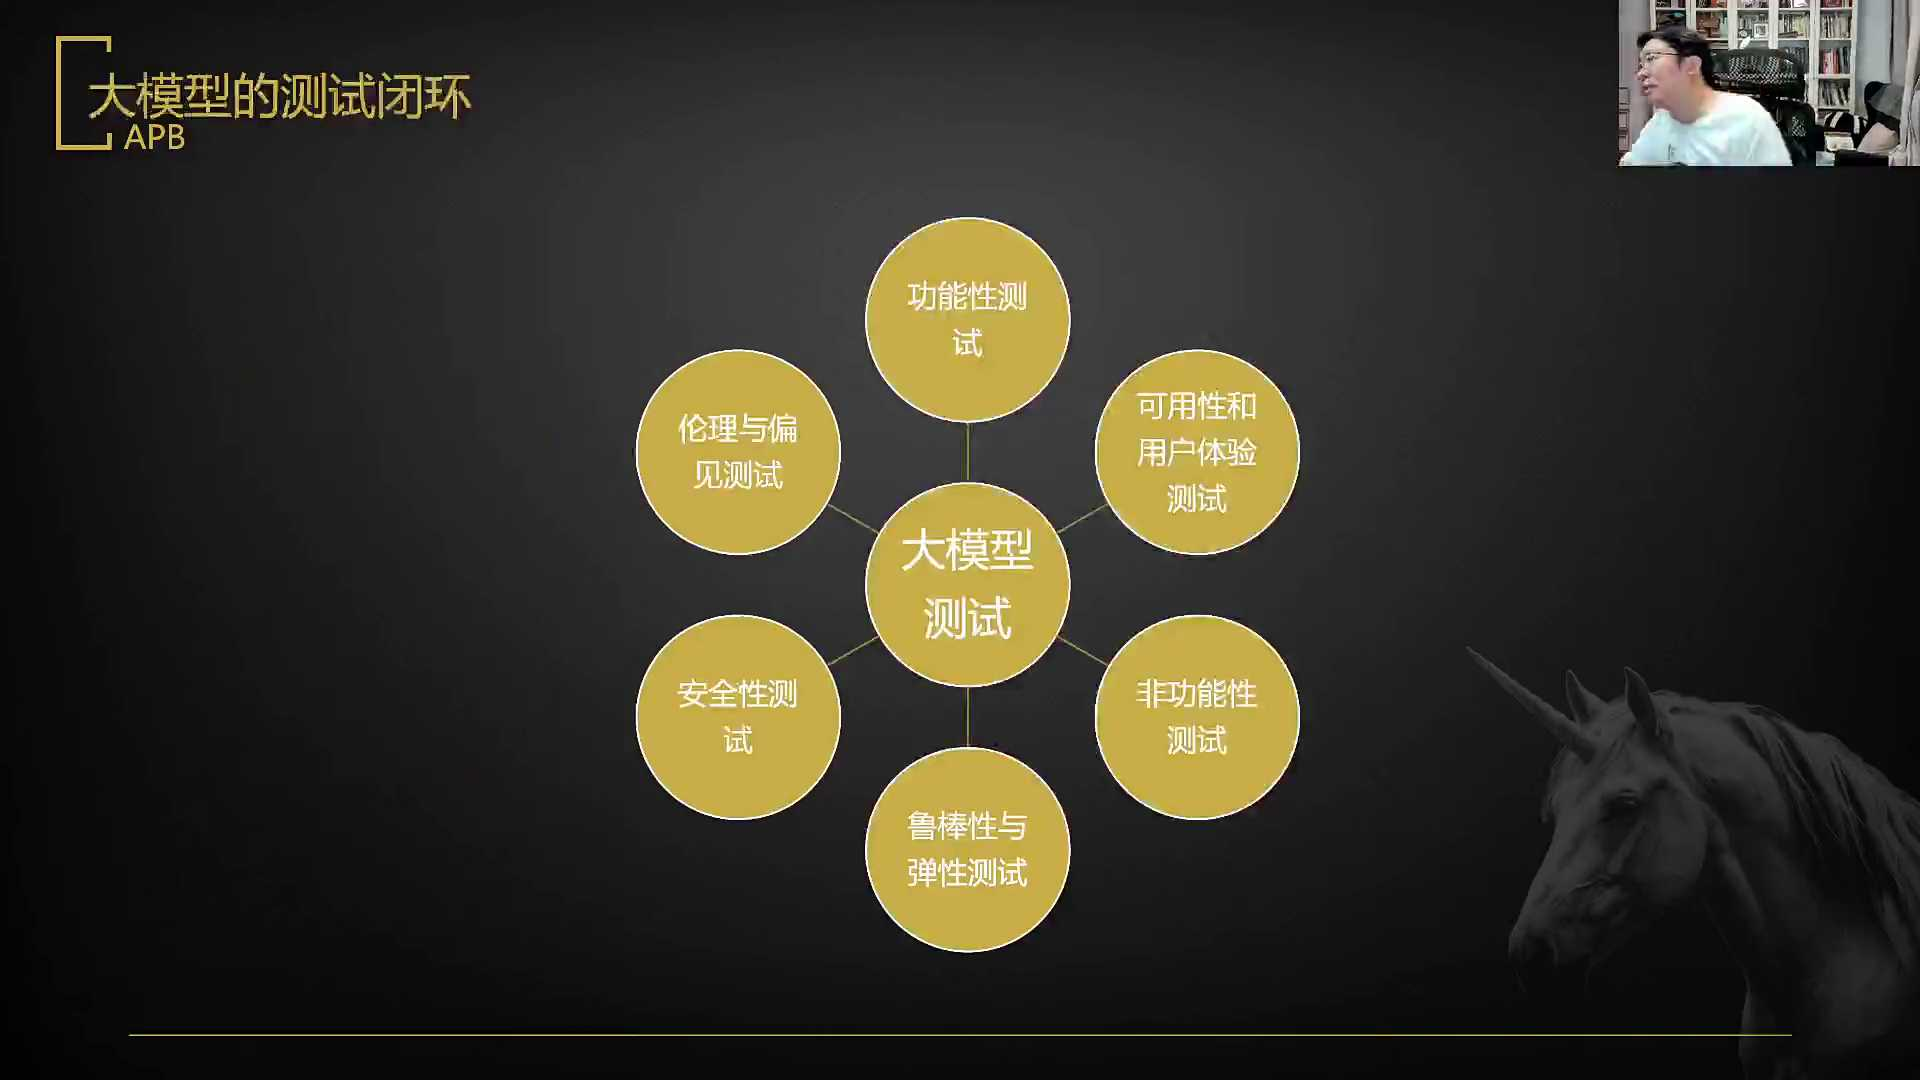 大模型的测试闭环
APB
功能性测
试
伦理与偏
见测试
可用性和
用户体验
测试
大模型
测试
安全性测
试
非功能性
测试
鲁棒性与
弹性测试